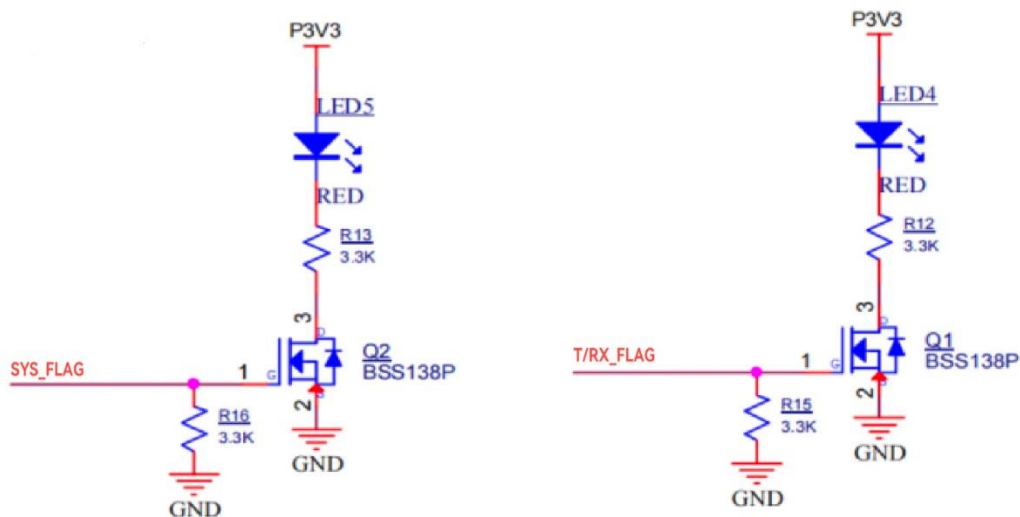 P3V3
LED5
RED
R13
3.3K
3
D
Q2
BSS138P
SYS_FLAG
1
G
R16
3.3K
2
GND
GND
P3V3
LED4
RED
R12
3.3K
3
D
Q1
BSS138P
T/RX_FLAG
1
G
R15
3.3K
2
GND
GND